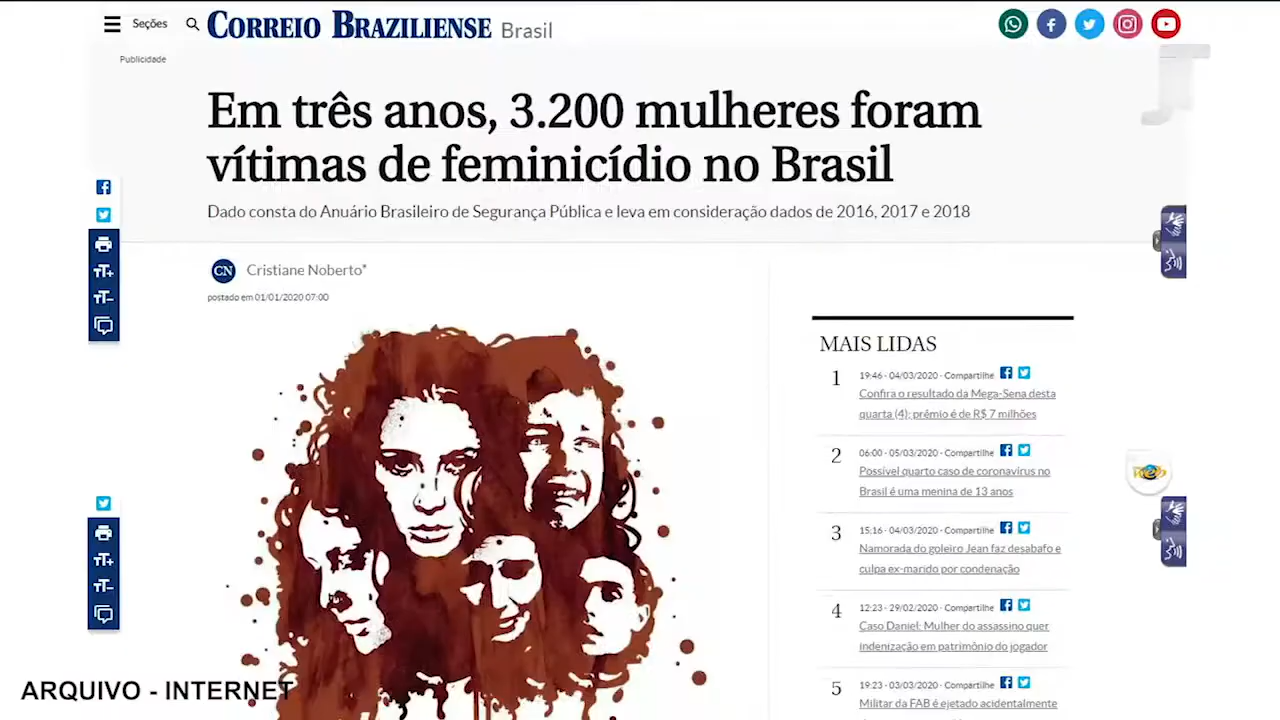 Seções
CORREIO BRAZILIENSE Brasil
Publicidade
Em três anos, 3.200 mulheres foram
vítimas de feminicídio no Brasil
Dado consta do Anuário Brasileiro de Segurança Pública e leva em consideração dados de 2016, 2017 e 2018
CN Cristiane Noberto*
postado em 01/01/2020 07:00
TT+
TT-
TT+
TT-
MAIS LIDAS
1 19:46 - 04/03/2020 - Compartilhe
Confira o resultado da Mega-Sena desta
quarta (4); prêmio é de R$ 7 milhões
2 06:00 - 05/03/2020 - Compartilhe
Possível quarto caso de coronavírus no
Brasil é uma menina de 13 anos
3 15:16 - 04/03/2020 - Compartilhe
Namorada do goleiro Jean faz desabafo e
culpa ex-marido por condenação
4 12:23 - 29/02/2020 - Compartilhe
Caso Daniel: Mulher do assassino quer
indenização em patrimônio do jogador
5 19:23 - 03/03/2020 - Compartilhe
Militar da FAB é ejetado acidentalmente
ARQUIVO - INTERNET